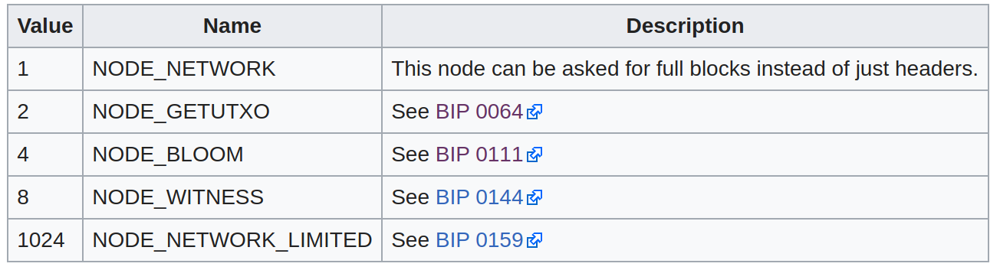 Value Name Description
1 NODE_NETWORK This node can be asked for full blocks instead of just headers.
2 NODE_GETUTXO See BIP 0064
4 NODE_BLOOM See BIP 0111
8 NODE_WITNESS See BIP 0144
1024 NODE_NETWORK_LIMITED See BIP 0159